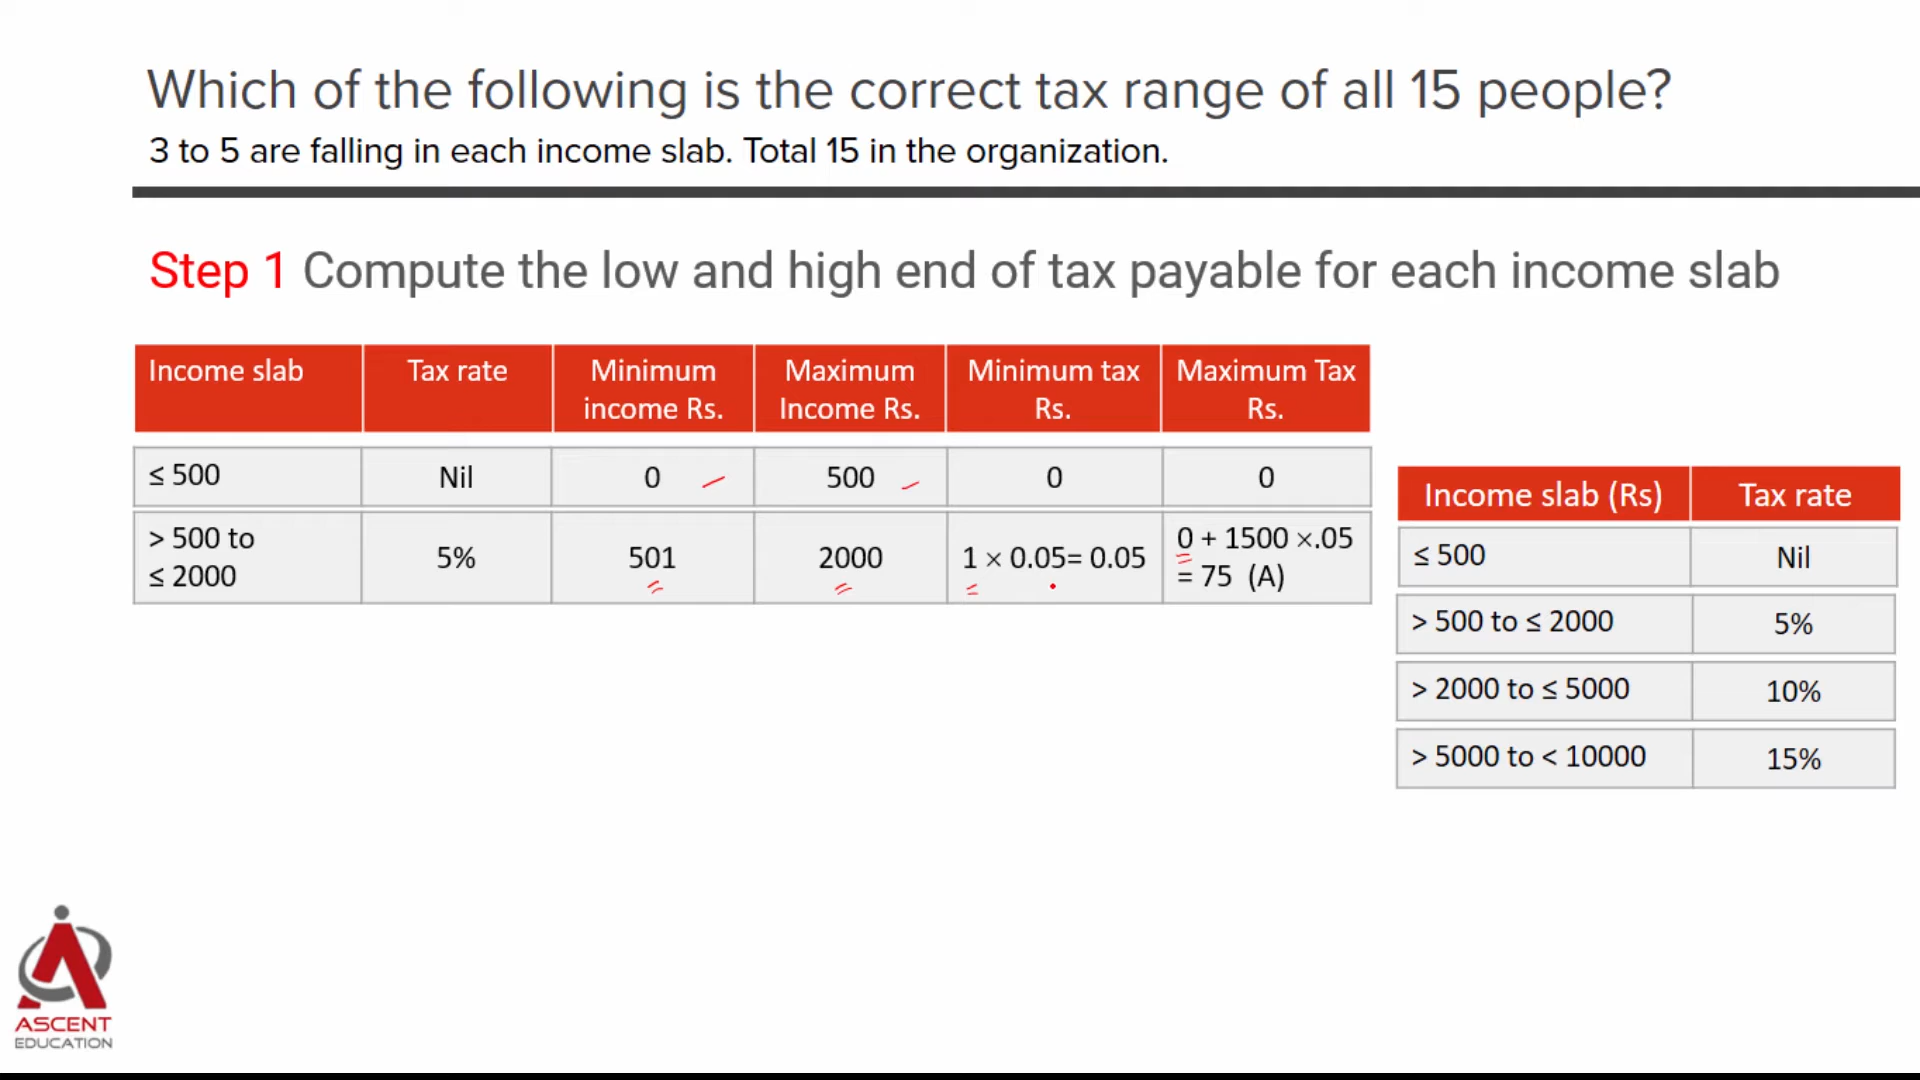 Which of the following is the correct tax range of all 15 people?
3 to 5 are falling in each income slab. Total 15 in the organization.
Step 1 Compute the low and high end of tax payable for each income slab
Income slab Tax rate Minimum income Rs. Maximum Income Rs. Minimum tax Rs. Maximum Tax Rs.
≤ 500 Nil 0 500 0 0
> 500 to ≤ 2000 5% 501 2000 1 × 0.05= 0.05 0 + 1500 ×.05 = 75 (A)
Income slab (Rs) Tax rate
≤ 500 Nil
> 500 to ≤ 2000 5%
> 2000 to ≤ 5000 10%
> 5000 to < 10000 15%
ASCENT
EDUCATION